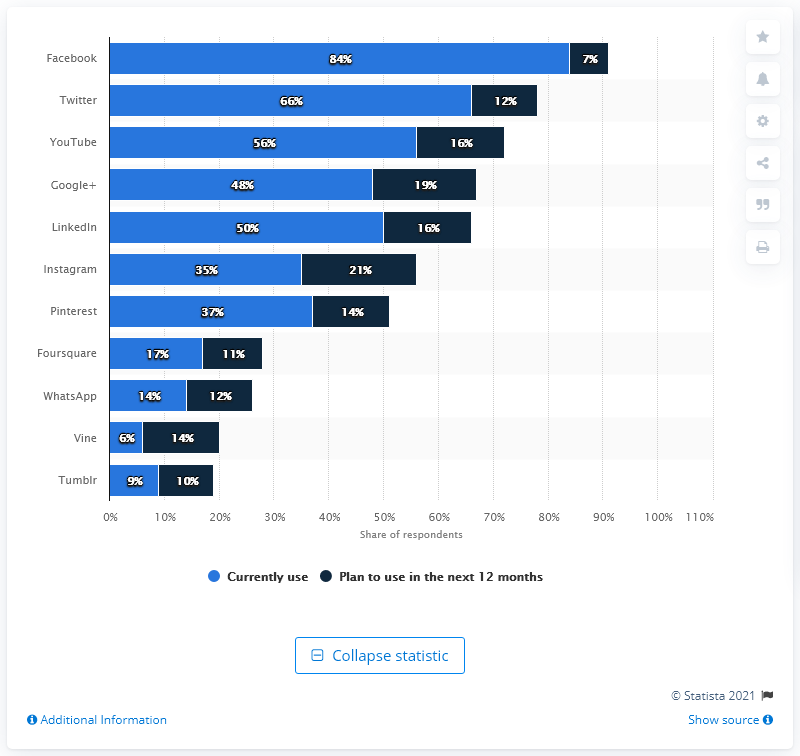 Facebook 84% 7%
Twitter 66% 12%
YouTube 56% 16%
Google+ 48% 19%
LinkedIn 50% 16%
Instagram 35% 21%
Pinterest 37% 14%
Foursquare 17% 11%
WhatsApp 14% 12%
Vine 6% 14%
Tumblr 9% 10%
0% 10% 20% 30% 40% 50% 60% 70% 80% 90% 100% 110%
Share of respondents
Currently use Plan to use in the next 12 months
Collapse statistic
© Statista 2021
Additional Information Show source